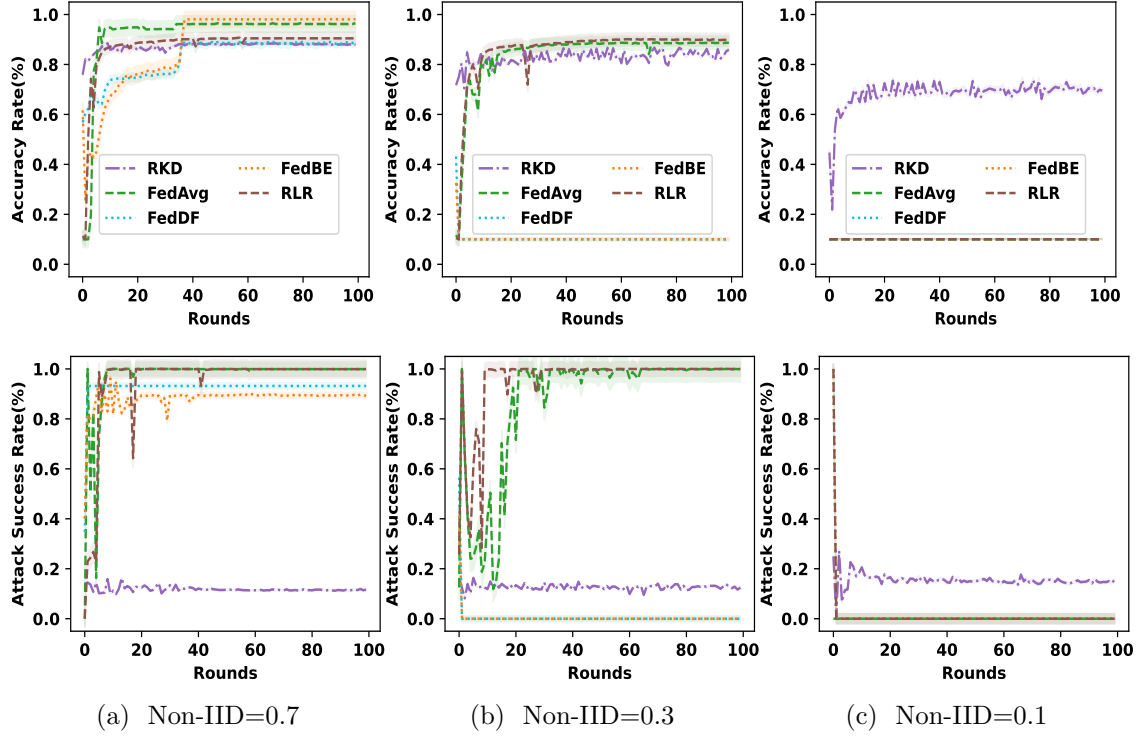 Accuracy Rate(%)
1.0
0.8
0.6
0.4
0.2
0.0
RKD
FedAvg
FedDF
FedBE
RLR
0 20 40 60 80 100
Rounds
Accuracy Rate(%)
1.0
0.8
0.6
0.4
0.2
0.0
RKD
FedAvg
FedDF
FedBE
RLR
0 20 40 60 80 100
Rounds
Accuracy Rate(%)
1.0
0.8
0.6
0.4
0.2
0.0
RKD
FedAvg
FedDF
FedBE
RLR
0 20 40 60 80 100
Rounds
Attack Success Rate(%)
1.0
0.8
0.6
0.4
0.2
0.0
0 20 40 60 80 100
Rounds
Attack Success Rate(%)
1.0
0.8
0.6
0.4
0.2
0.0
0 20 40 60 80 100
Rounds
Attack Success Rate(%)
1.0
0.8
0.6
0.4
0.2
0.0
0 20 40 60 80 100
Rounds
(a) Non-IID=0.7
(b) Non-IID=0.3
(c) Non-IID=0.1